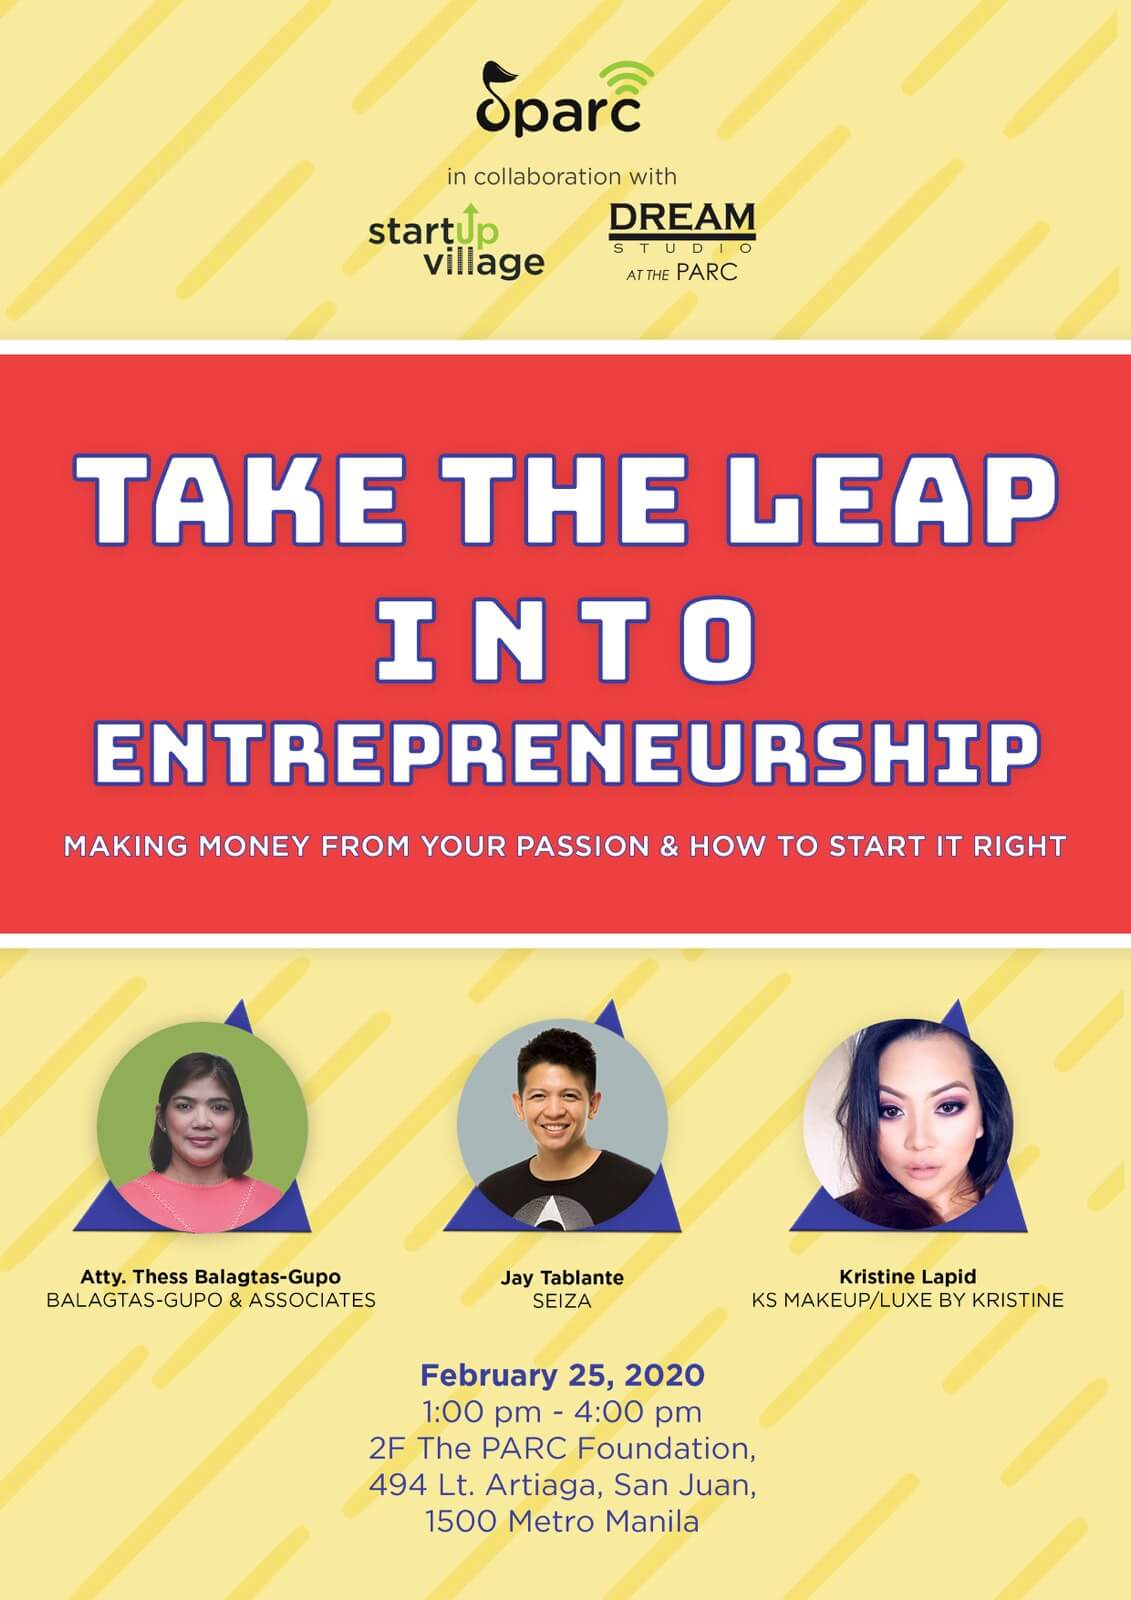 sparc
in collaboration with
startup
village
DREAM
STUDIO
AT THE PARC
TAKE THE LEAP
INTO
ENTREPRENEURSHIP
MAKING MONEY FROM YOUR PASSION & HOW TO START IT RIGHT
Atty. Thess Balagtas-Gupo
BALAGTAS-GUPO & ASSOCIATES
Jay Tablante
SEIZA
Kristine Lapid
KS MAKEUP/LUXE BY KRISTINE
February 25, 2020
1:00 pm - 4:00 pm
2F The PARC Foundation,
494 Lt. Artiaga, San Juan,
1500 Metro Manila